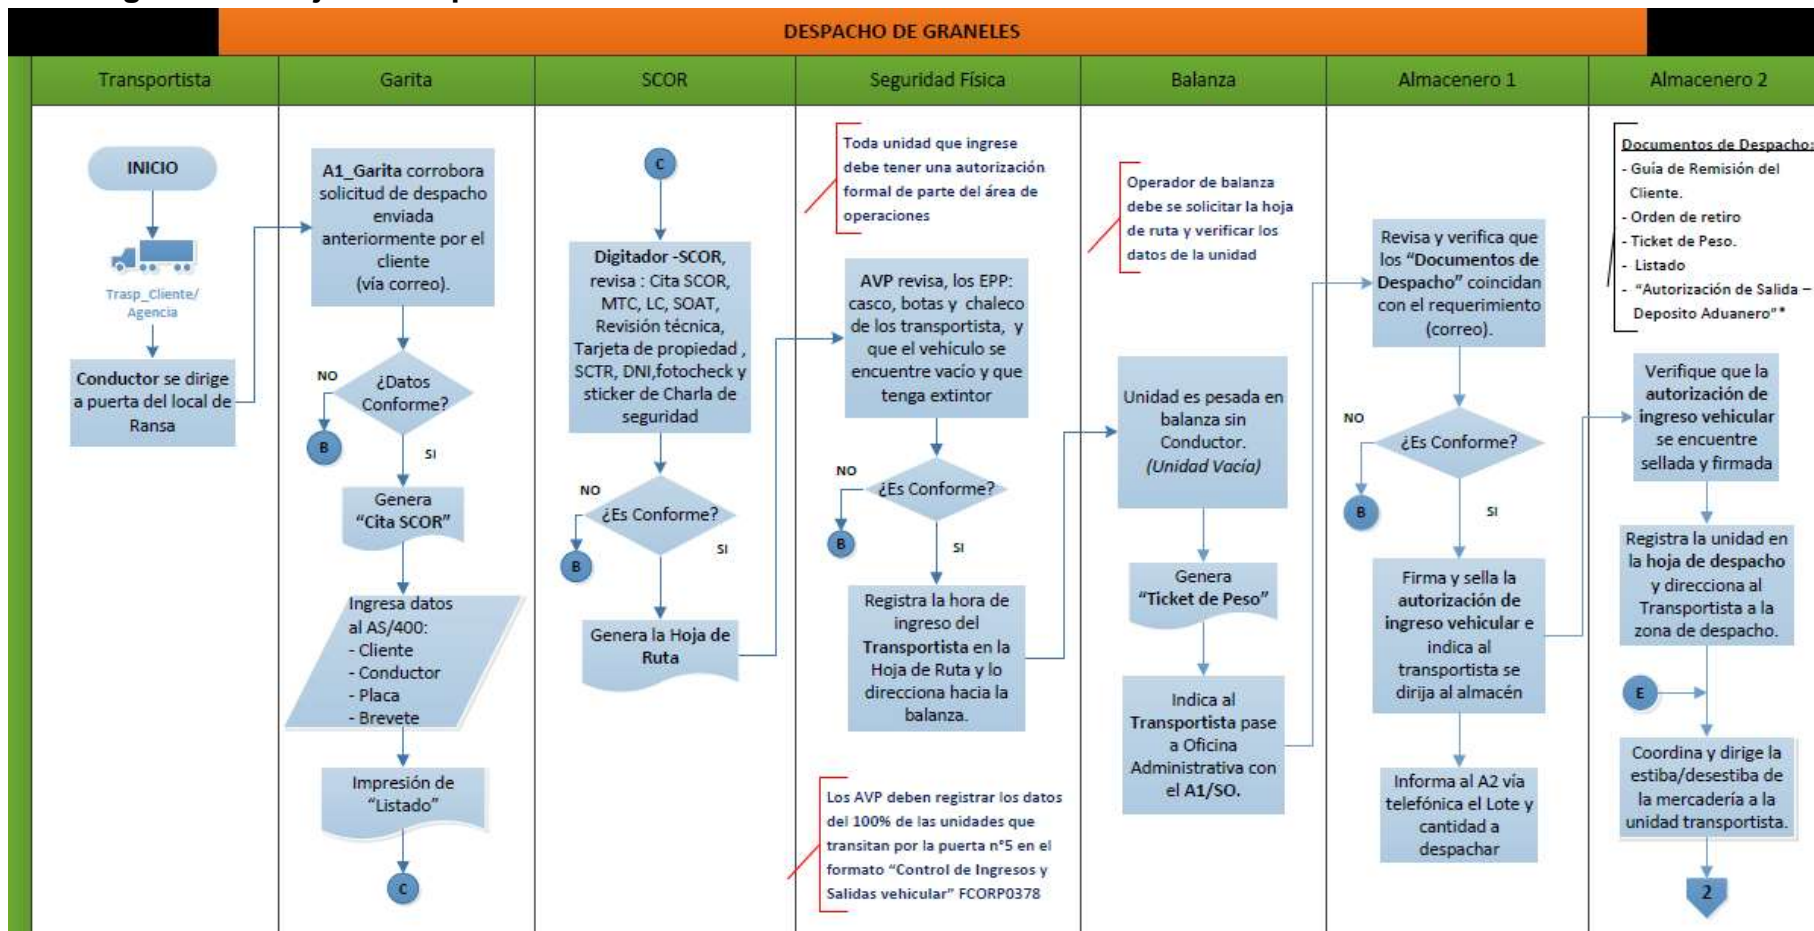 DESPACHO DE GRANELES
Transportista
Garita
SCOR
Seguridad Física
Balanza
Almacenero 1
Almacenero 2
INICIO
Trasp_Cliente/
Agencia
Conductor se dirige
a puerta del local de
Ransa
A1_Garita corrobora
solicitud de despacho
enviada
anteriormente por el
cliente
(vía correo).
¿Datos
Conforme?
NO
B
SI
Genera
“Cita SCOR”
Ingresa datos
al AS/400:
- Cliente
- Conductor
- Placa
- Brevete
Impresión de
“Listado”
C
C
Digitador -SCOR,
revisa : Cita SCOR,
MTC, LC, SOAT,
Revisión técnica,
Tarjeta de propiedad ,
SCTR, DNI,fotocheck y
sticker de Charla de
seguridad
NO
¿Es Conforme?
B
SI
Genera la Hoja de
Ruta
Toda unidad que ingrese
debe tener una autorización
formal de parte del área de
operaciones
AVP revisa, los EPP:
casco, botas y chaleco
de los transportista, y
que el vehículo se
encuentre vacío y que
tenga extintor
NO
¿Es Conforme?
B
SI
Registra la hora de
ingreso del
Transportista en la
Hoja de Ruta y lo
direcciona hacia la
balanza.
Los AVP deben registrar los datos
del 100% de las unidades que
transitan por la puerta n°5 en el
formato “Control de Ingresos y
Salidas vehicular” FCORP0378
Operador de balanza
debe se solicitar la hoja
de ruta y verificar los
datos de la unidad
Unidad es pesada en
balanza sin
Conductor.
(Unidad Vacía)
Genera
“Ticket de Peso”
Indica al
Transportista pase
a Oficina
Administrativa con
el A1/SO.
Revisa y verifica que
los “Documentos de
Despacho” coincidan
con el requerimiento
(correo).
NO
¿Es Conforme?
B
SI
Firma y sella la
autorización de
ingreso vehicular e
indica al
transportista se
dirija al almacén
Informa al A2 vía
telefónica el Lote y
cantidad a
despachar
Documentos de Despacho:
- Guía de Remisión del
Cliente.
- Orden de retiro
- Ticket de Peso.
- Listado
- “Autorización de Salida –
Deposito Aduanero”*
Verifique que la
autorización de
ingreso vehicular
se encuentre
sellada y firmada
Registra la unidad en
la hoja de despacho
y direcciona al
Transportista a la
zona de despacho.
E
Coordina y dirige la
estiba/desestiba de
la mercadería a la
unidad transportista.
2